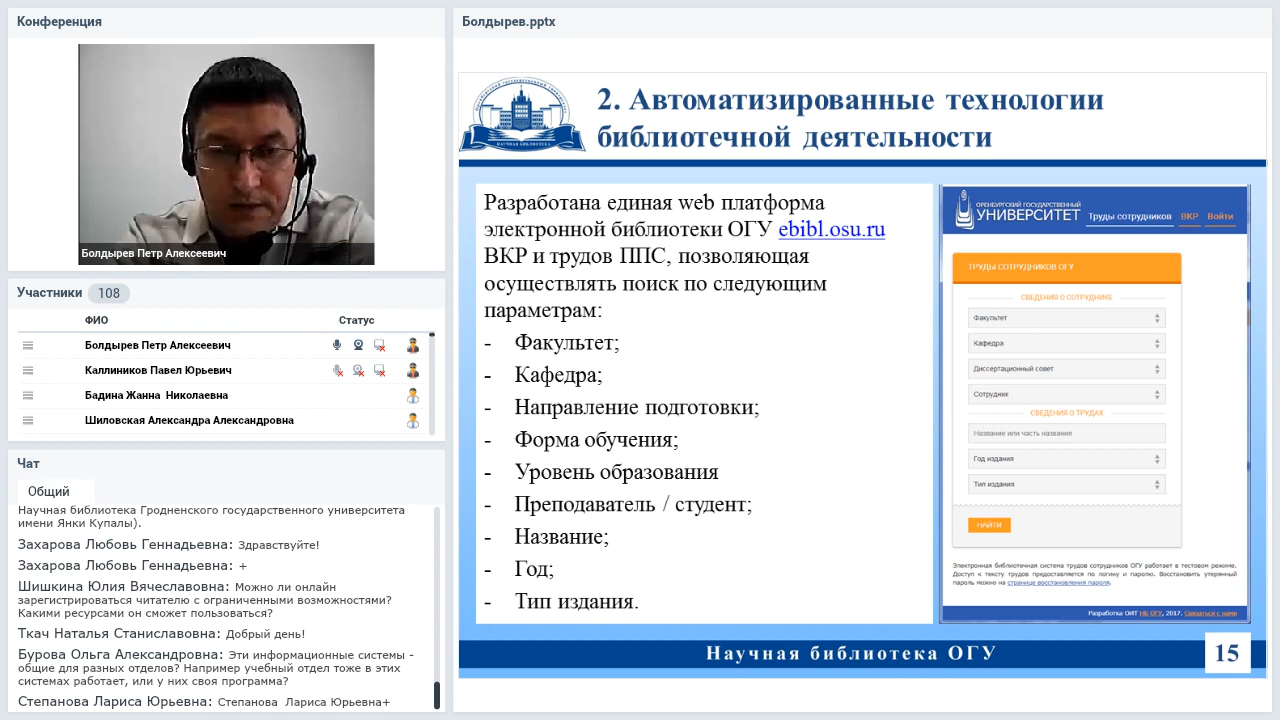 Конференция
Болдырев Петр Алексеевич
Участники 108
ФИО Статус
Болдырев Петр Алексеевич
Каллиников Павел Юрьевич
Бадина Жанна Николаевна
Шиловская Александра Александровна
Чат
Общий
Научная библиотека Гродненского государственного университета
имени Янки Купалы).
Захарова Любовь Геннадьевна: Здравствуйте!
Захарова Любовь Геннадьевна: +
Шишкина Юлия Вячеславовна: Можно ли онлайн
зарегистрироваться читателю с ограниченными возможностями?
Какими ресурсами он сможет пользоваться?
Ткач Наталья Станиславовна: Добрый день!
Бурова Ольга Александровна: Эти информационные системы -
общие для разных отделов? Например учебный отдел тоже в этих
системах работает, или у них своя программа?
Степанова Лариса Юрьевна: Степанова Лариса Юрьевна+
Болдырев.pptx
НАУЧНАЯ БИБЛИОТЕКА
2. Автоматизированные технологии
библиотечной деятельности
Разработана единая web платформа
электронной библиотеки ОГУ ebibl.osu.ru
ВКР и трудов ППС, позволяющая
осуществлять поиск по следующим
параметрам:
- Факультет;
- Кафедра;
- Направление подготовки;
- Форма обучения;
- Уровень образования
- Преподаватель / студент;
- Название;
- Год;
- Тип издания.
ОРЕНБУРГСКИЙ ГОСУДАРСТВЕННЫЙ
УНИВЕРСИТЕТ
Труды сотрудников ВКР Войти
ТРУДЫ СОТРУДНИКОВ ОГУ
СВЕДЕНИЯ О СОТРУДНИКЕ
Факультет
Кафедра
Диссертационный совет
Сотрудник
СВЕДЕНИЯ О ТРУДАХ
Название или часть названия
Год издания
Тип издания
НАЙТИ
Электронная библиотечная система трудов сотрудников ОГУ работает в тестовом режиме.
Доступ к тексту трудов предоставляется по логину и паролю. Восстановить утерянный
пароль можно на странице восстановления пароля.
Разработка ОИТ НБ ОГУ, 2017. Связаться с нами
Научная библиотека ОГУ
15